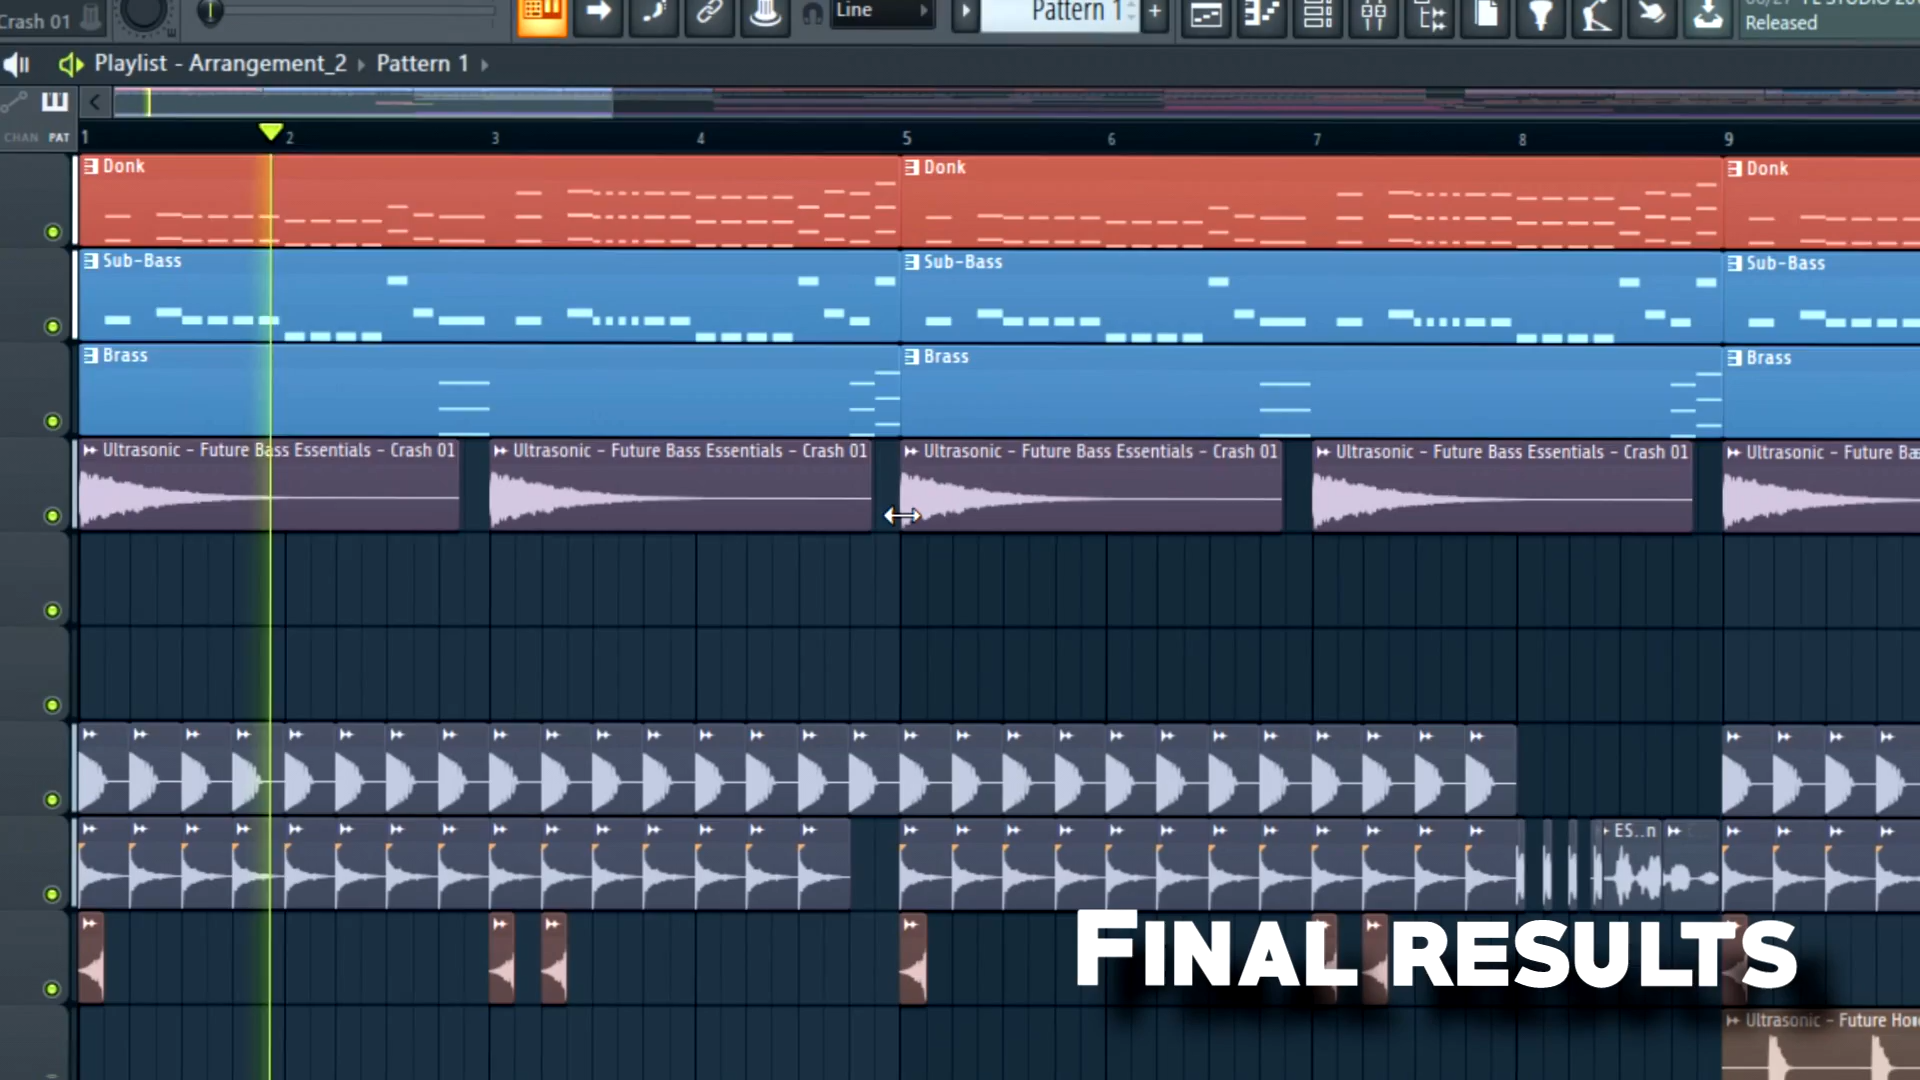 Crash 01
Line
Pattern 1
+
Released
Playlist - Arrangement_2 › Pattern 1 ›
CHAN PAT
1 2 3 4 5 6 7 8 9
Donk Donk Donk
Sub-Bass Sub-Bass Sub-Bass
Brass Brass Brass
Ultrasonic - Future Bass Essentials - Crash 01 Ultrasonic - Future Bass Essentials - Crash 01 Ultrasonic - Future Bass Essentials - Crash 01 Ultrasonic - Future Bass Essentials - Crash 01 Ultrasonic - Future
ES..n
FINAL RESULTS
Ultrasonic - Future